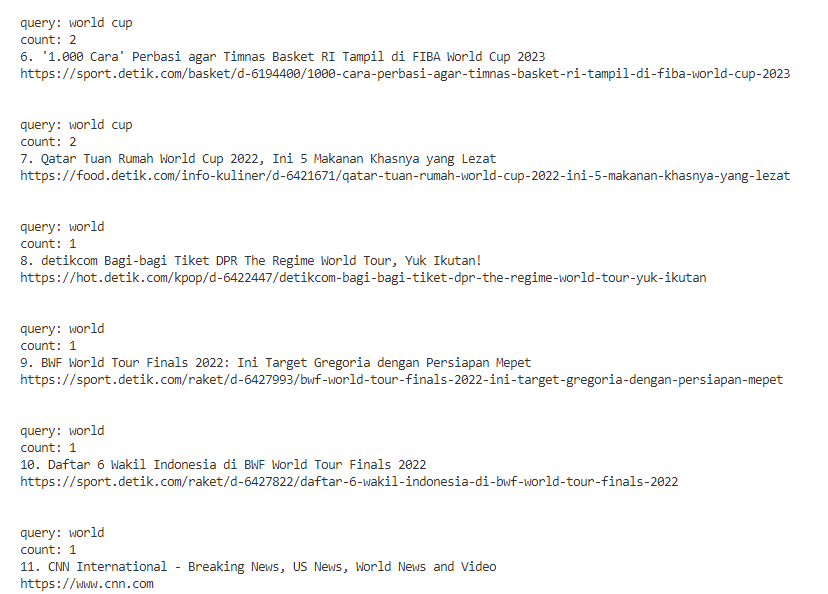 query: world cup
count: 2
6. '1.000 Cara' Perbasi agar Timnas Basket RI Tampil di FIBA World Cup 2023
https://sport.detik.com/basket/d-6194400/1000-cara-perbasi-agar-timnas-basket-ri-tampil-di-fiba-world-cup-2023
query: world cup
count: 2
7. Qatar Tuan Rumah World Cup 2022, Ini 5 Makanan Khasnya yang Lezat
https://food.detik.com/info-kuliner/d-6421671/qatar-tuan-rumah-world-cup-2022-ini-5-makanan-khasnya-yang-lezat
query: world
count: 1
8. detikcom Bagi-bagi Tiket DPR The Regime World Tour, Yuk Ikutan!
https://hot.detik.com/kpop/d-6422447/detikcom-bagi-bagi-tiket-dpr-the-regime-world-tour-yuk-ikutan
query: world
count: 1
9. BWF World Tour Finals 2022: Ini Target Gregoria dengan Persiapan Mepet
https://sport.detik.com/raket/d-6427993/bwf-world-tour-finals-2022-ini-target-gregoria-dengan-persiapan-mepet
query: world
count: 1
10. Daftar 6 Wakil Indonesia di BWF World Tour Finals 2022
https://sport.detik.com/raket/d-6427822/daftar-6-wakil-indonesia-di-bwf-world-tour-finals-2022
query: world
count: 1
11. CNN International - Breaking News, US News, World News and Video
https://www.cnn.com